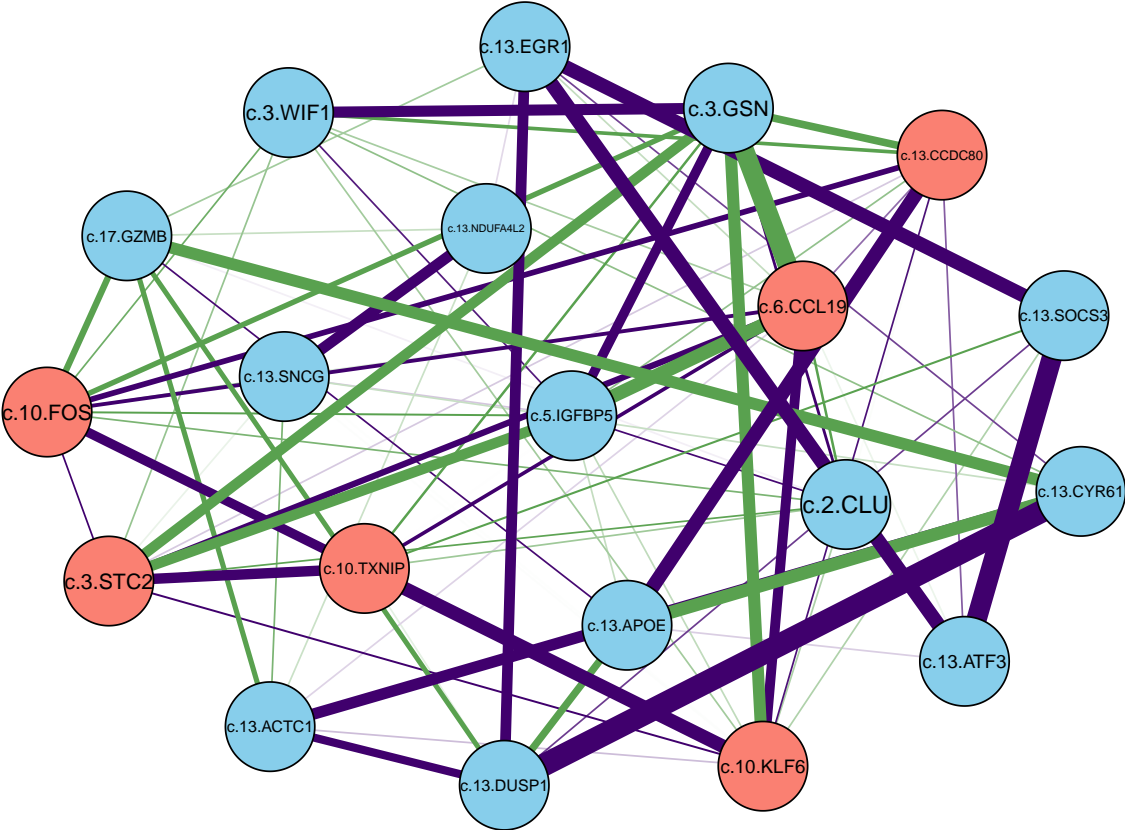 c.13.EGR1
c.3.WIF1
c.3.GSN
c.13.CCDC80
c.17.GZMB
c.13.NDUFA4L2
c.6.CCL19
c.13.SOCS3
c.13.SNCG
c.10.FOS
c.5.IGFBP5
c.13.CYR61
c.2.CLU
c.3.STC2
c.10.TXNIP
c.13.APOE
c.13.ATF3
c.13.ACTC1
c.10.KLF6
c.13.DUSP1